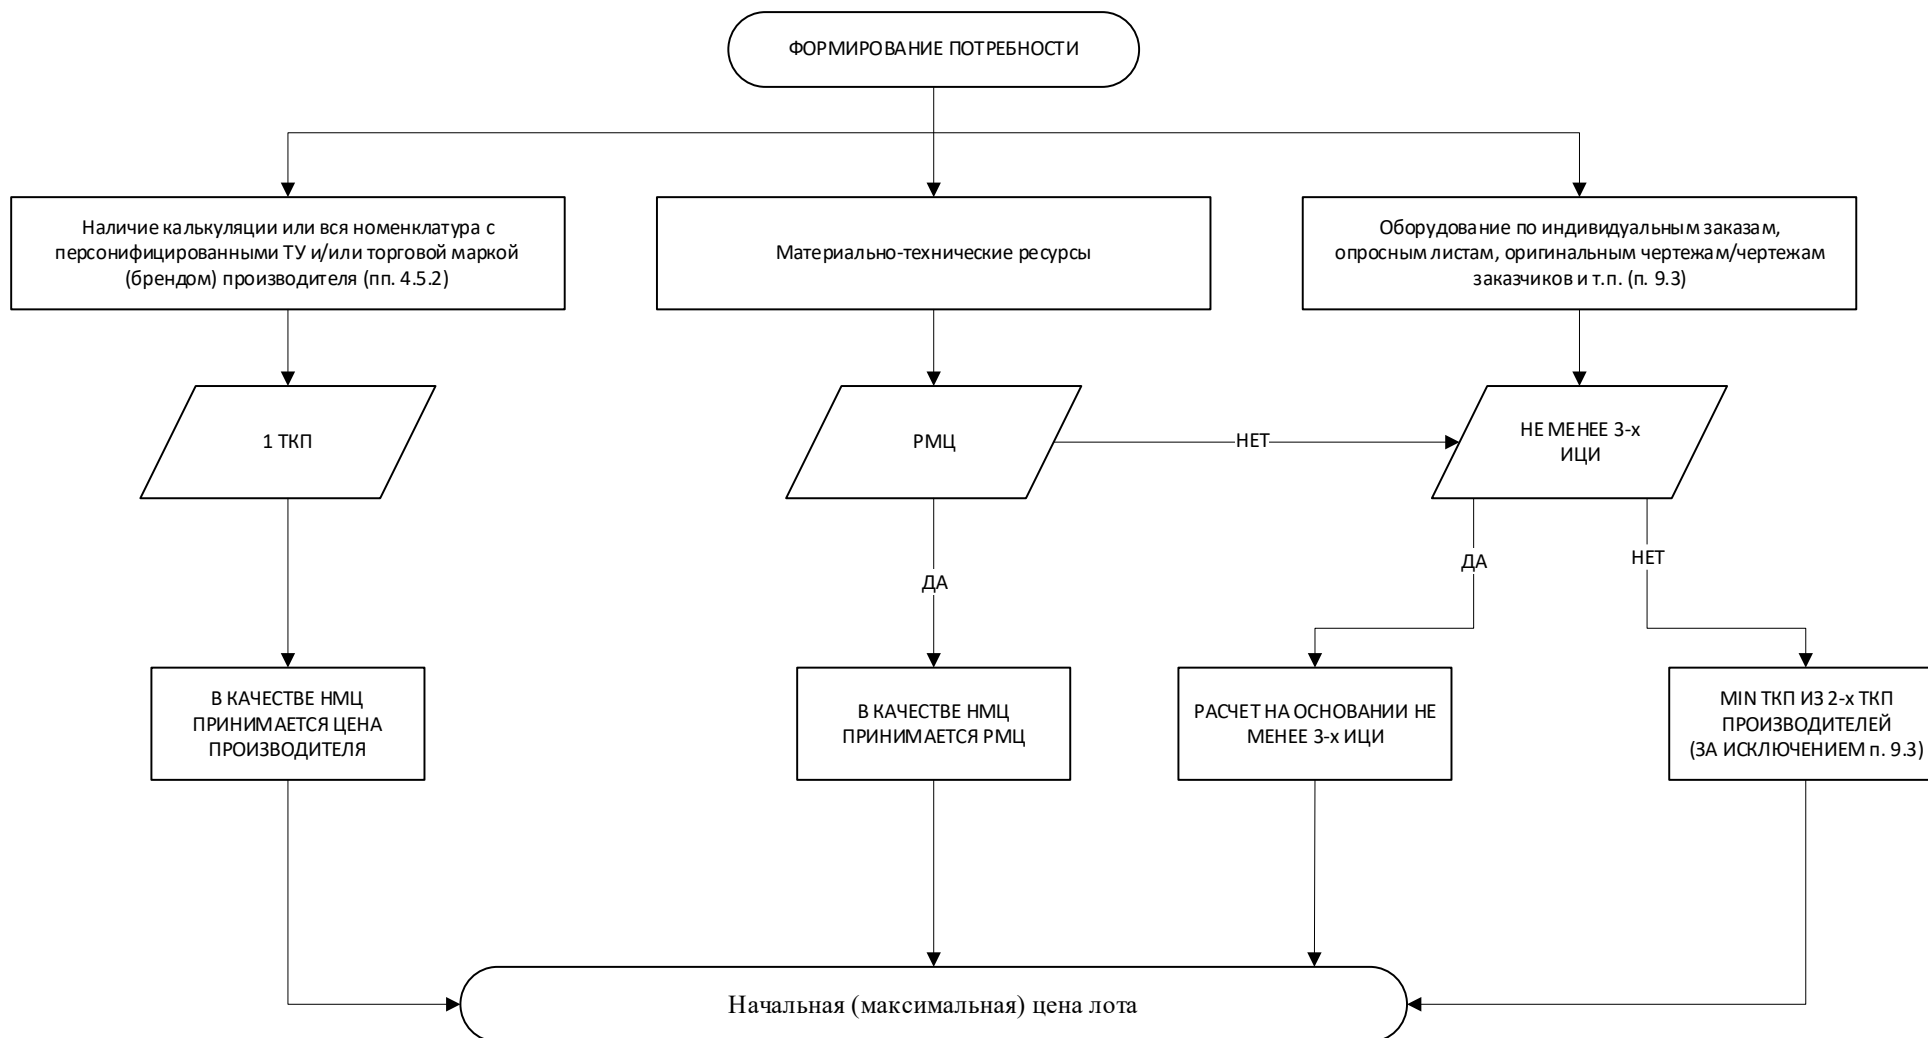 ФОРМИРОВАНИЕ ПОТРЕБНОСТИ
Наличие калькуляции или вся номенклатура с
персонифицированными ТУ и/или торговой маркой
(брендом) производителя (пп. 4.5.2)
Материально-технические ресурсы
Оборудование по индивидуальным заказам,
опросным листам, оригинальным чертежам/чертежам
заказчиков и т.п. (п. 9.3)
1 ТКП
РМЦ
НЕТ
НЕ МЕНЕЕ 3-х
ИЦИ
ДА
ДА
НЕТ
В КАЧЕСТВЕ НМЦ
ПРИНИМАЕТСЯ ЦЕНА
ПРОИЗВОДИТЕЛЯ
В КАЧЕСТВЕ НМЦ
ПРИНИМАЕТСЯ РМЦ
РАСЧЕТ НА ОСНОВАНИИ НЕ
МЕНЕЕ 3-х ИЦИ
MIN ТКП ИЗ 2-х ТКП
ПРОИЗВОДИТЕЛЕЙ
(ЗА ИСКЛЮЧЕНИЕМ п. 9.3)
Начальная (максимальная) цена лота